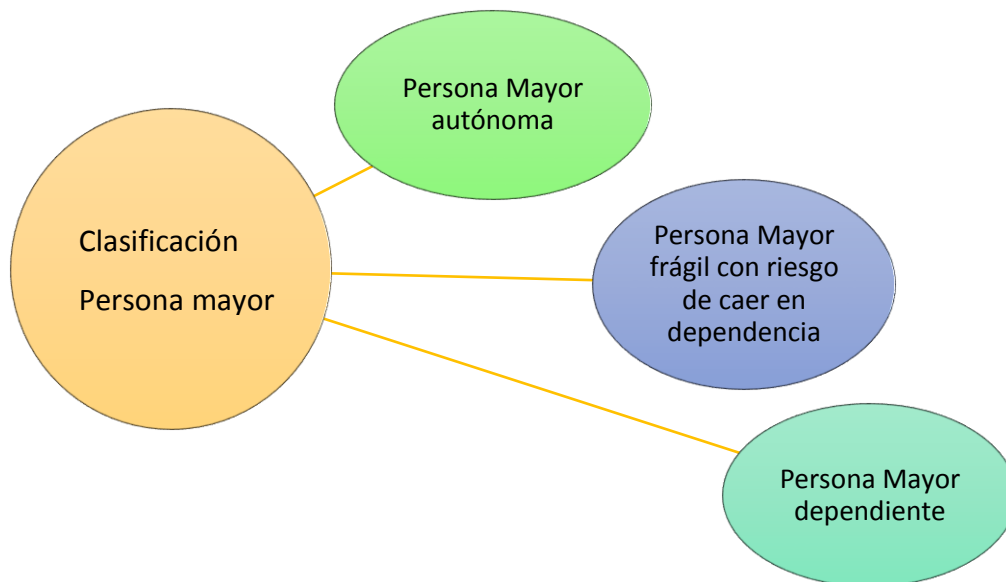 Persona Mayor
autónoma
Clasificación
Persona mayor
Persona Mayor
frágil con riesgo
de caer en
dependencia
Persona Mayor
dependiente